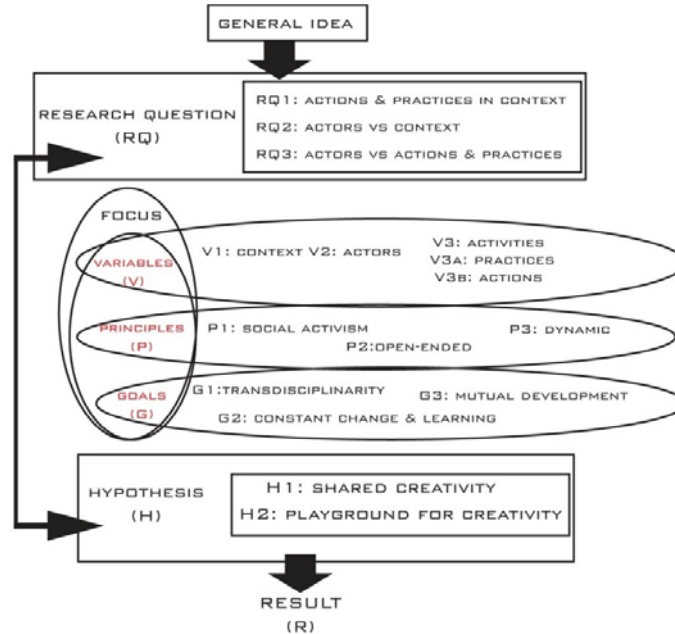 GENERAL IDEA
RESEARCH QUESTION
(RQ)
RQ1: ACTIONS & PRACTICES IN CONTEXT
RQ2: ACTORS VS CONTEXT
RQ3: ACTORS VS ACTIONS & PRACTICES
FOCUS
VARIABLES
(V)
V1: CONTEXT V2: ACTORS
V3: ACTIVITIES
V3A: PRACTICES
V3B: ACTIONS
PRINCIPLES
(P)
P1: SOCIAL ACTIVISM
P2:OPEN-ENDED
P3: DYNAMIC
GOALS
(G)
G1:TRANSDISCIPLINARITY
G2: CONSTANT CHANGE & LEARNING
G3: MUTUAL DEVELOPMENT
HYPOTHESIS
(H)
H1: SHARED CREATIVITY
H2: PLAYGROUND FOR CREATIVITY
RESULT
(R)